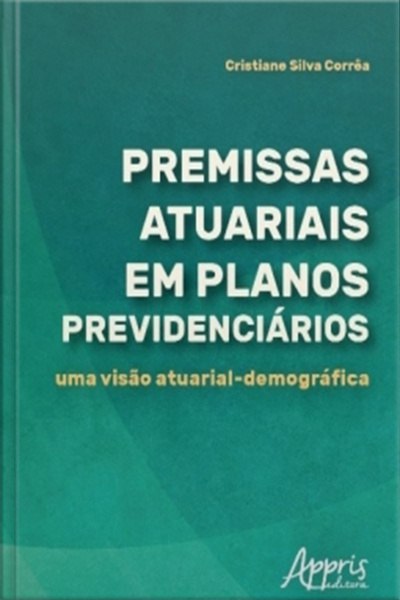 Cristiane Silva Corrêa
PREMISSAS
ATUARIAIS
EM PLANOS
PREVIDENCIÁRIOS
uma visão atuarial-demográfica
Appris
editora